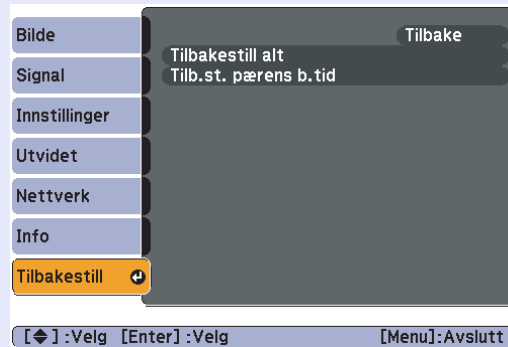 Bilde
Signal
Innstillinger
Utvidet
Nettverk
Info
Tilbakestill
Tilbake
Tilbakestill alt
Tilb.st. pærens b.tid
[◆] :Velg [Enter] :Velg [Menu]:Avslutt